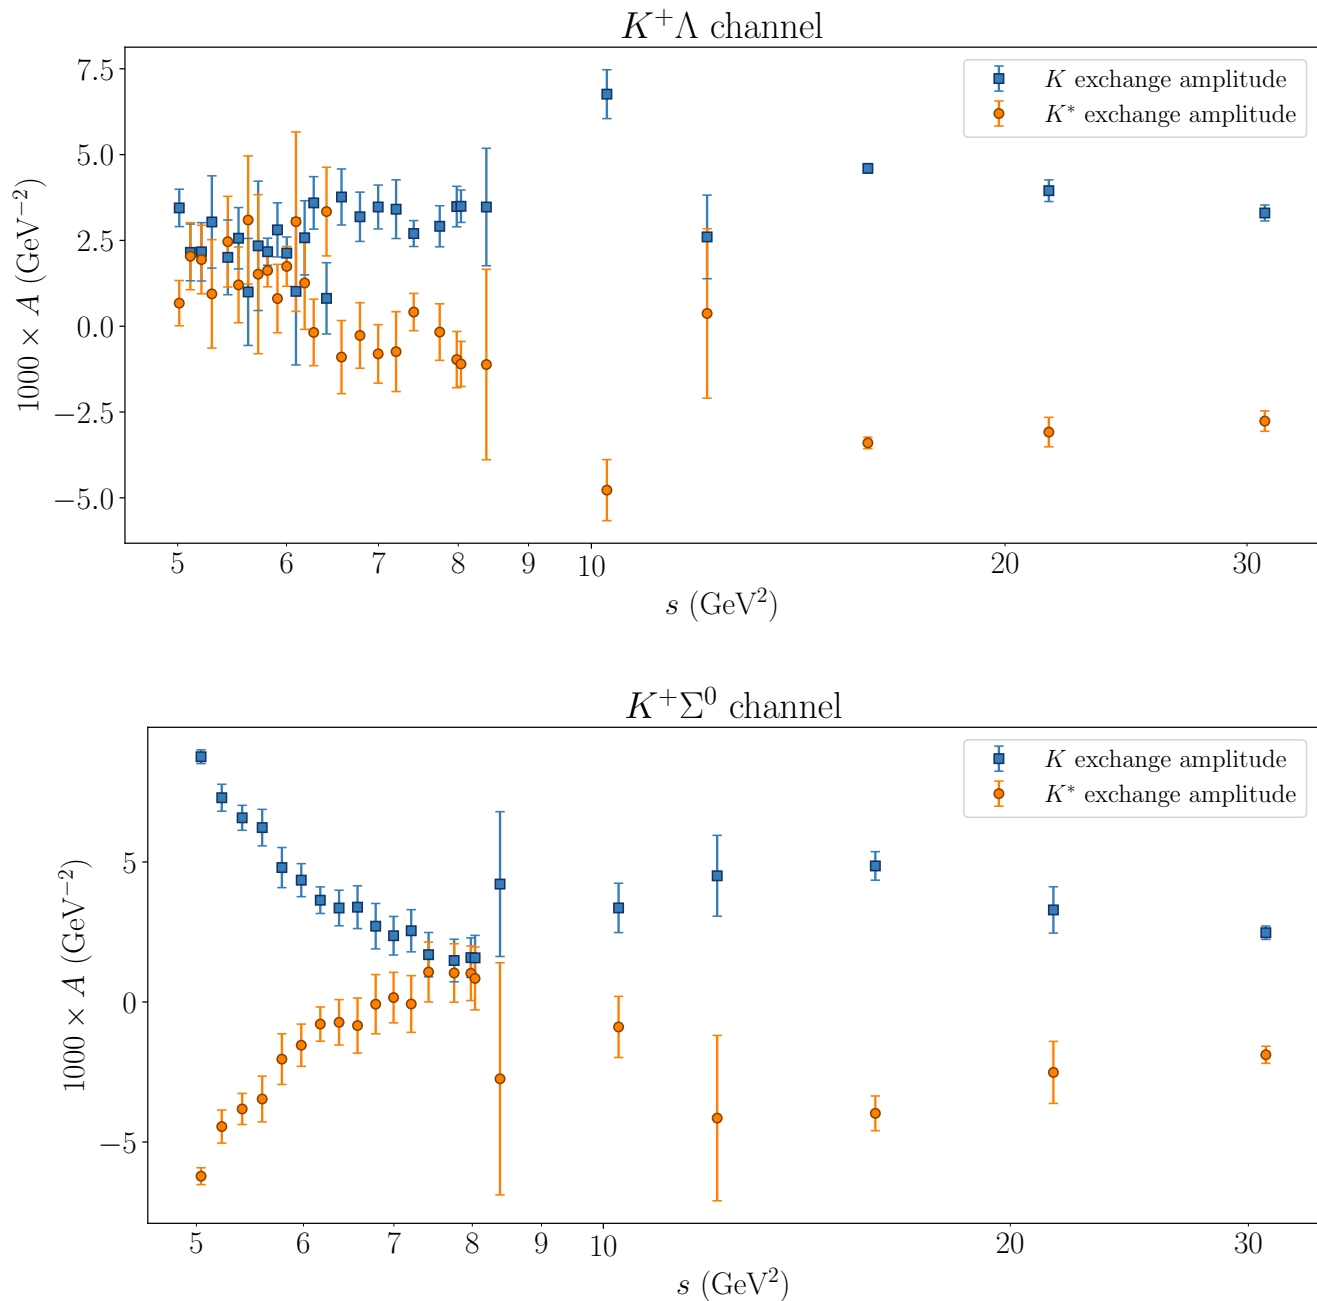 K⁺Λ channel
7.5
5.0
2.5
0.0
−2.5
−5.0
1000 × A (GeV⁻²)
K exchange amplitude
K* exchange amplitude
5 6 7 8 9 10 20 30
s (GeV²)
K⁺Σ⁰ channel
5
0
−5
1000 × A (GeV⁻²)
K exchange amplitude
K* exchange amplitude
5 6 7 8 9 10 20 30
s (GeV²)